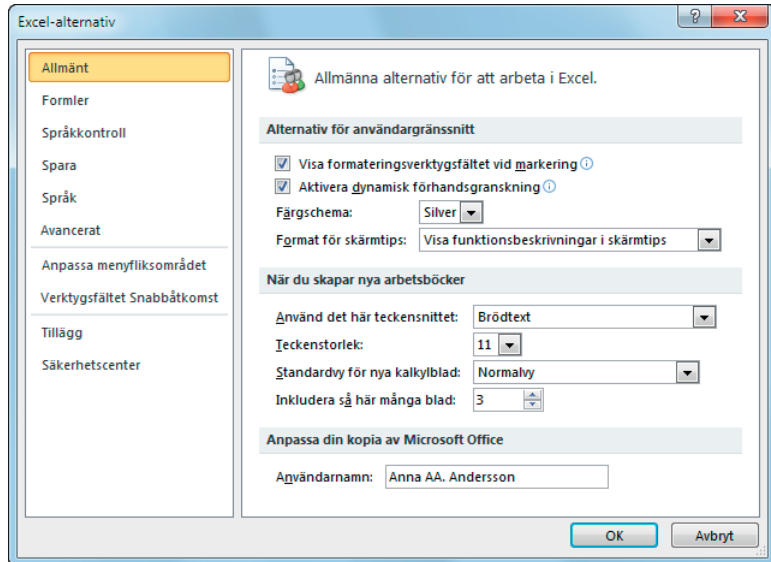 Excel-alternativ
Allmänt
Formler
Språkkontroll
Spara
Språk
Avancerat
Anpassa menyfliksområdet
Verktygsfältet Snabbåtkomst
Tillägg
Säkerhetscenter
Allmänna alternativ för att arbeta i Excel.
Alternativ för användargränssnitt
Visa formateringsverktygsfältet vid markering
Aktivera dynamisk förhandsgranskning
Färgschema: Silver
Format för skärmtips: Visa funktionsbeskrivningar i skärmtips
När du skapar nya arbetsböcker
Använd det här teckensnittet: Brödtext
Teckenstorlek: 11
Standardvy för nya kalkylblad: Normalvy
Inkludera så här många blad: 3
Anpassa din kopia av Microsoft Office
Användarnamn: Anna AA. Andersson
OK Avbryt